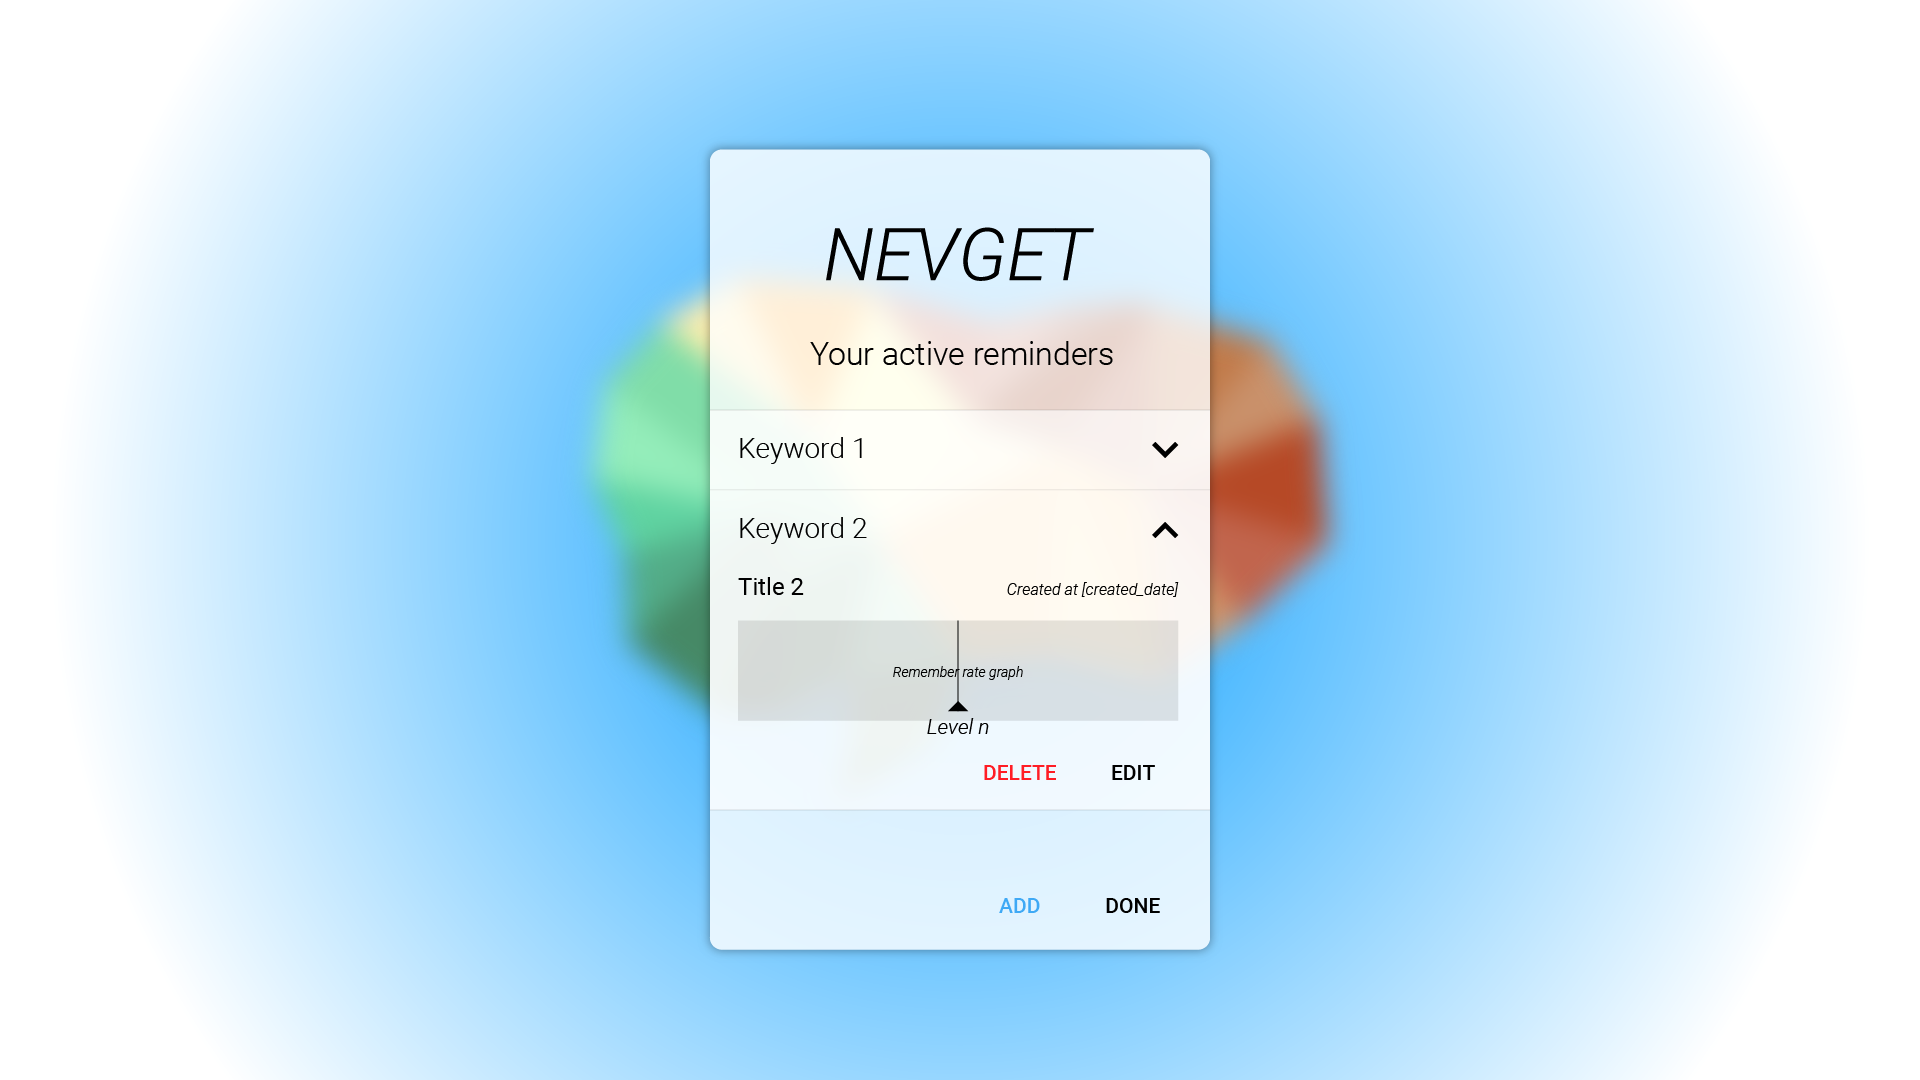 NEVGET
Your active reminders
Keyword 1
Keyword 2
Title 2
Created at [created_date]
Remember rate graph
Level n
DELETE
EDIT
ADD
DONE